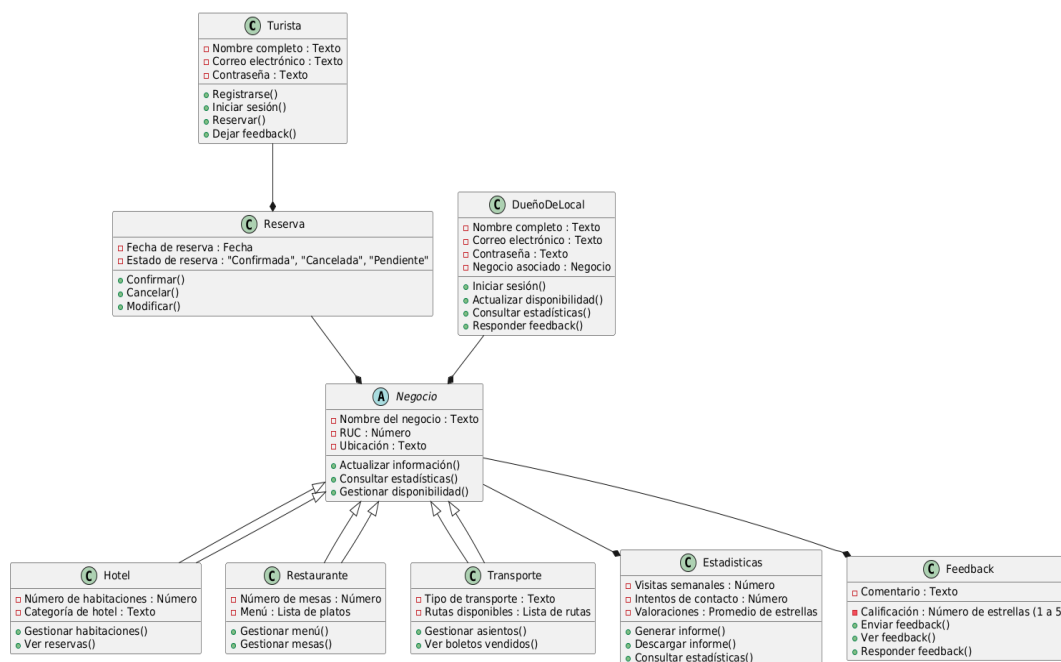 C Turista
Nombre completo : Texto
Correo electrónico : Texto
Contraseña : Texto
Registrarse()
Iniciar sesión()
Reservar()
Dejar feedback()
C Reserva
Fecha de reserva : Fecha
Estado de reserva : "Confirmada", "Cancelada", "Pendiente"
Confirmar()
Cancelar()
Modificar()
C DueñoDeLocal
Nombre completo : Texto
Correo electrónico : Texto
Contraseña : Texto
Negocio asociado : Negocio
Iniciar sesión()
Actualizar disponibilidad()
Consultar estadísticas()
Responder feedback()
A Negocio
Nombre del negocio : Texto
RUC : Número
Ubicación : Texto
Actualizar información()
Consultar estadísticas()
Gestionar disponibilidad()
C Hotel
Número de habitaciones : Número
Categoría de hotel : Texto
Gestionar habitaciones()
Ver reservas()
C Restaurante
Número de mesas : Número
Menú : Lista de platos
Gestionar menú()
Gestionar mesas()
C Transporte
Tipo de transporte : Texto
Rutas disponibles : Lista de rutas
Gestionar asientos()
Ver boletos vendidos()
C Estadisticas
Visitas semanales : Número
Intentos de contacto : Número
Valoraciones : Promedio de estrellas
Generar informe()
Descargar informe()
Consultar estadísticas()
C Feedback
Comentario : Texto
Calificación : Número de estrellas (1 a 5
Enviar feedback()
Ver feedback()
Responder feedback()